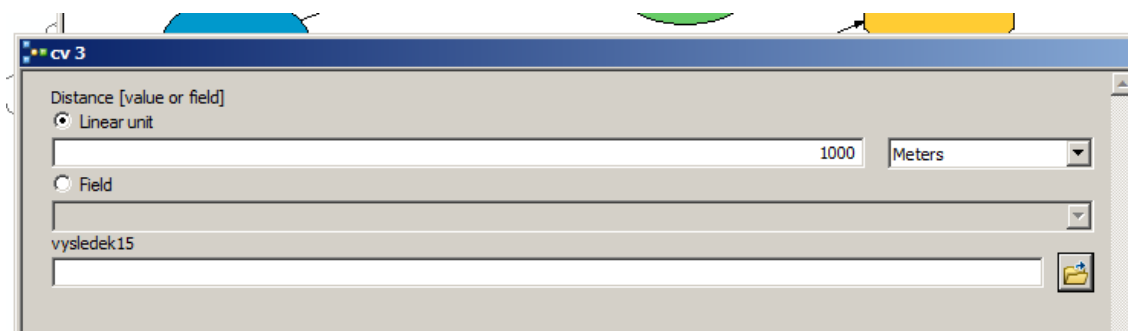 cv 3
Distance [value or field]
Linear unit
1000 Meters
Field
vysledek15